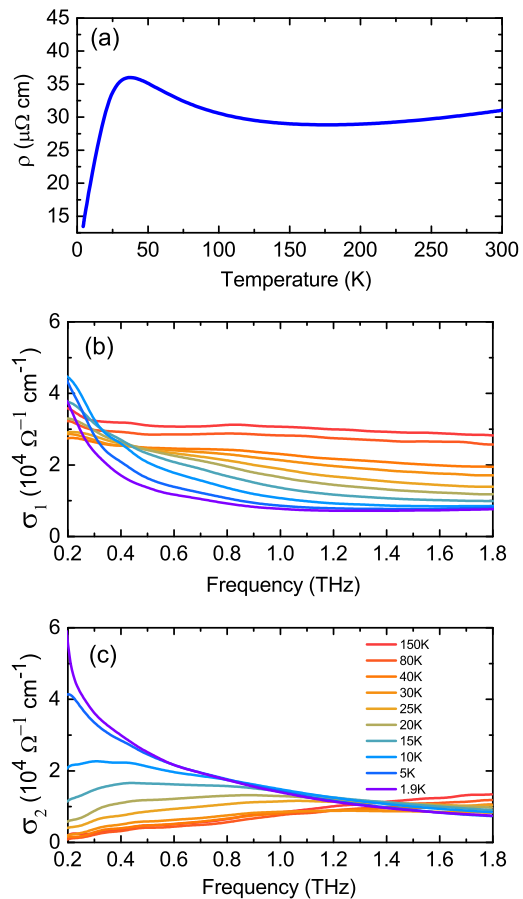 (a)
45
40
35
30
25
20
15
ρ (μΩ cm)
0 50 100 150 200 250 300
Temperature (K)
(b)
6
4
2
0
σ₁ (10⁴ Ω⁻¹ cm⁻¹)
0.2 0.4 0.6 0.8 1.0 1.2 1.4 1.6 1.8
Frequency (THz)
(c)
6
4
2
0
σ₂ (10⁴ Ω⁻¹ cm⁻¹)
150K
80K
40K
30K
25K
20K
15K
10K
5K
1.9K
0.2 0.4 0.6 0.8 1.0 1.2 1.4 1.6 1.8
Frequency (THz)